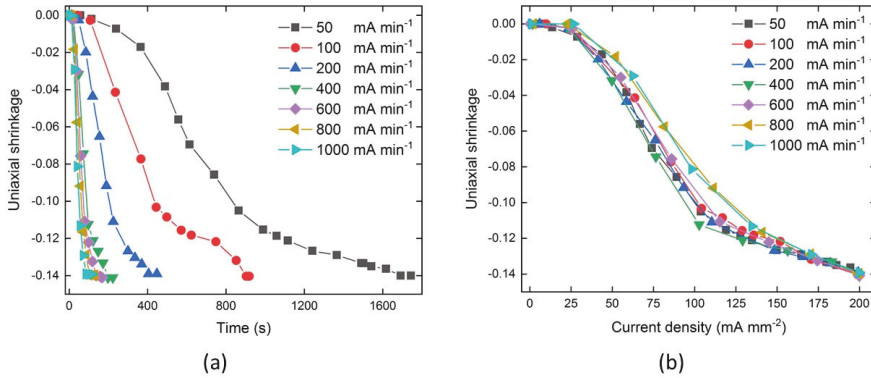 (a)
0.00
-0.02
-0.04
-0.06
-0.08
-0.10
-0.12
-0.14
Uniaxial shrinkage
50 mA min⁻¹
100 mA min⁻¹
200 mA min⁻¹
400 mA min⁻¹
600 mA min⁻¹
800 mA min⁻¹
1000 mA min⁻¹
0 400 800 1200 1600
Time (s)
(a)
(b)
0.00
-0.02
-0.04
-0.06
-0.08
-0.10
-0.12
-0.14
Uniaxial shrinkage
50 mA min⁻¹
100 mA min⁻¹
200 mA min⁻¹
400 mA min⁻¹
600 mA min⁻¹
800 mA min⁻¹
1000 mA min⁻¹
0 25 50 75 100 125 150 175 200
Current density (mA mm⁻²)
(b)